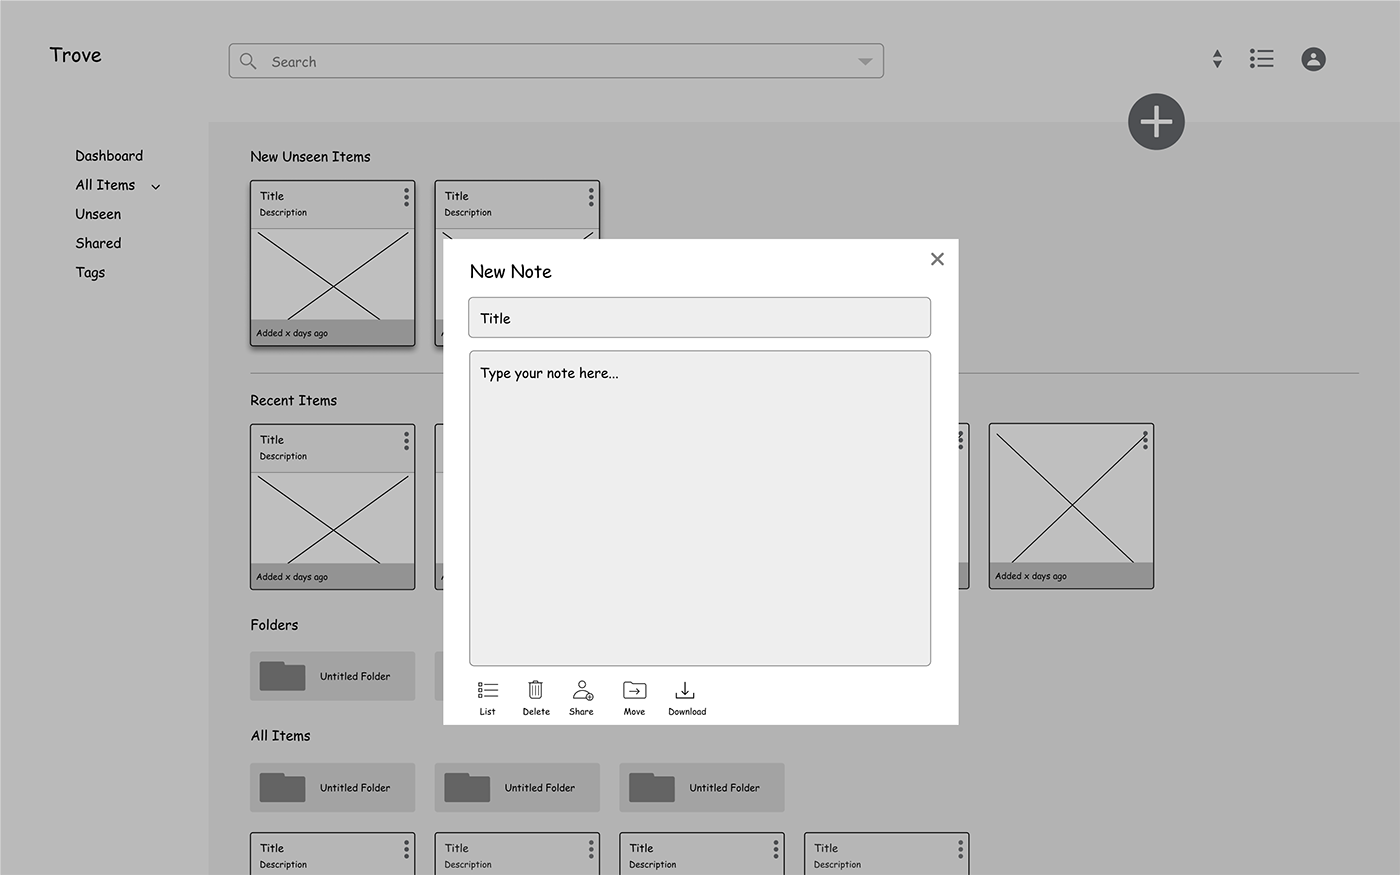 Trove
Search
Dashboard
All Items
Unseen
Shared
Tags
New Unseen Items
Title
Description
Added x days ago
Title
Description
New Note
Title
Type your note here...
List
Delete
Share
Move
Download
Recent Items
Title
Description
Added x days ago
Added x days ago
Folders
Untitled Folder
All Items
Untitled Folder
Untitled Folder
Untitled Folder
Title
Description
Title
Description
Title
Description
Title
Description